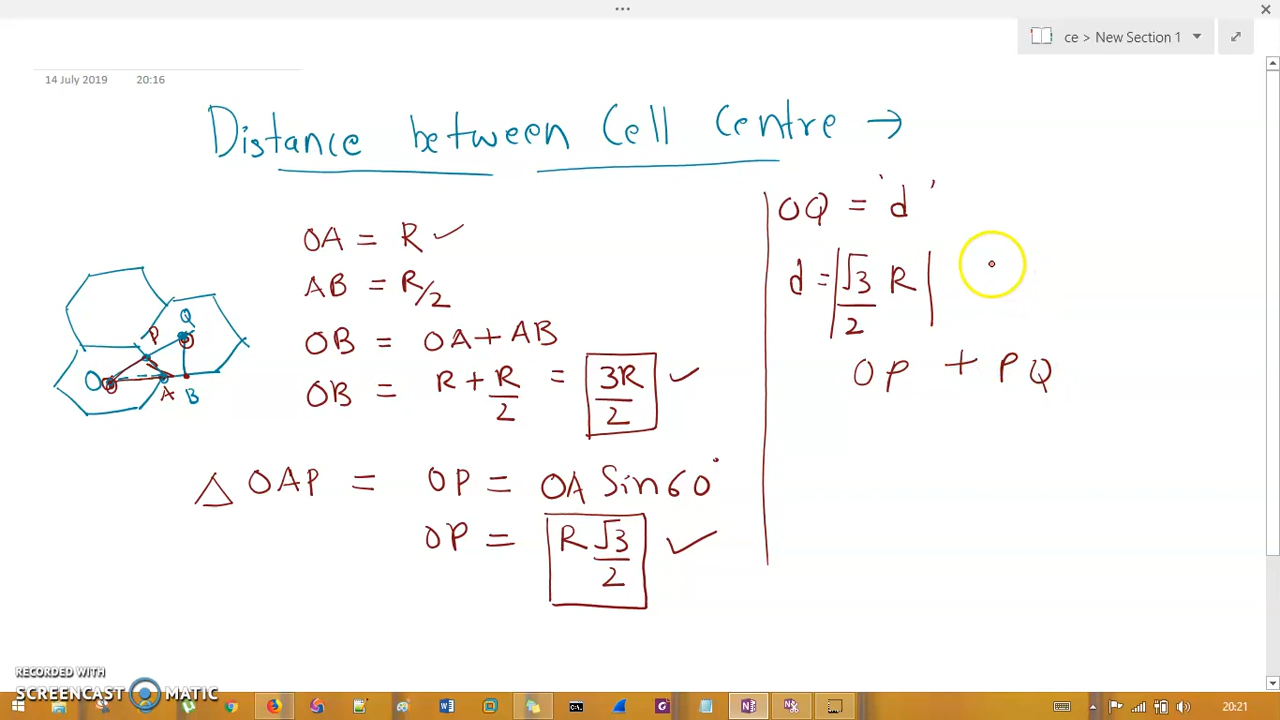 ce > New Section 1
14 July 2019 20:16
Distance between Cell Centre →
OA = R ✓
AB = R/2
OB = OA + AB
OB = R + R/2 = 3R/2 ✓
△ OAP = OP = OA Sin60°
OP = R √3/2 ✓
OQ = 'd'
d = |√3/2 R|
OP + PQ
P
Q
O
A
B
RECORDED WITH
SCREENCAST MATIC
20:21